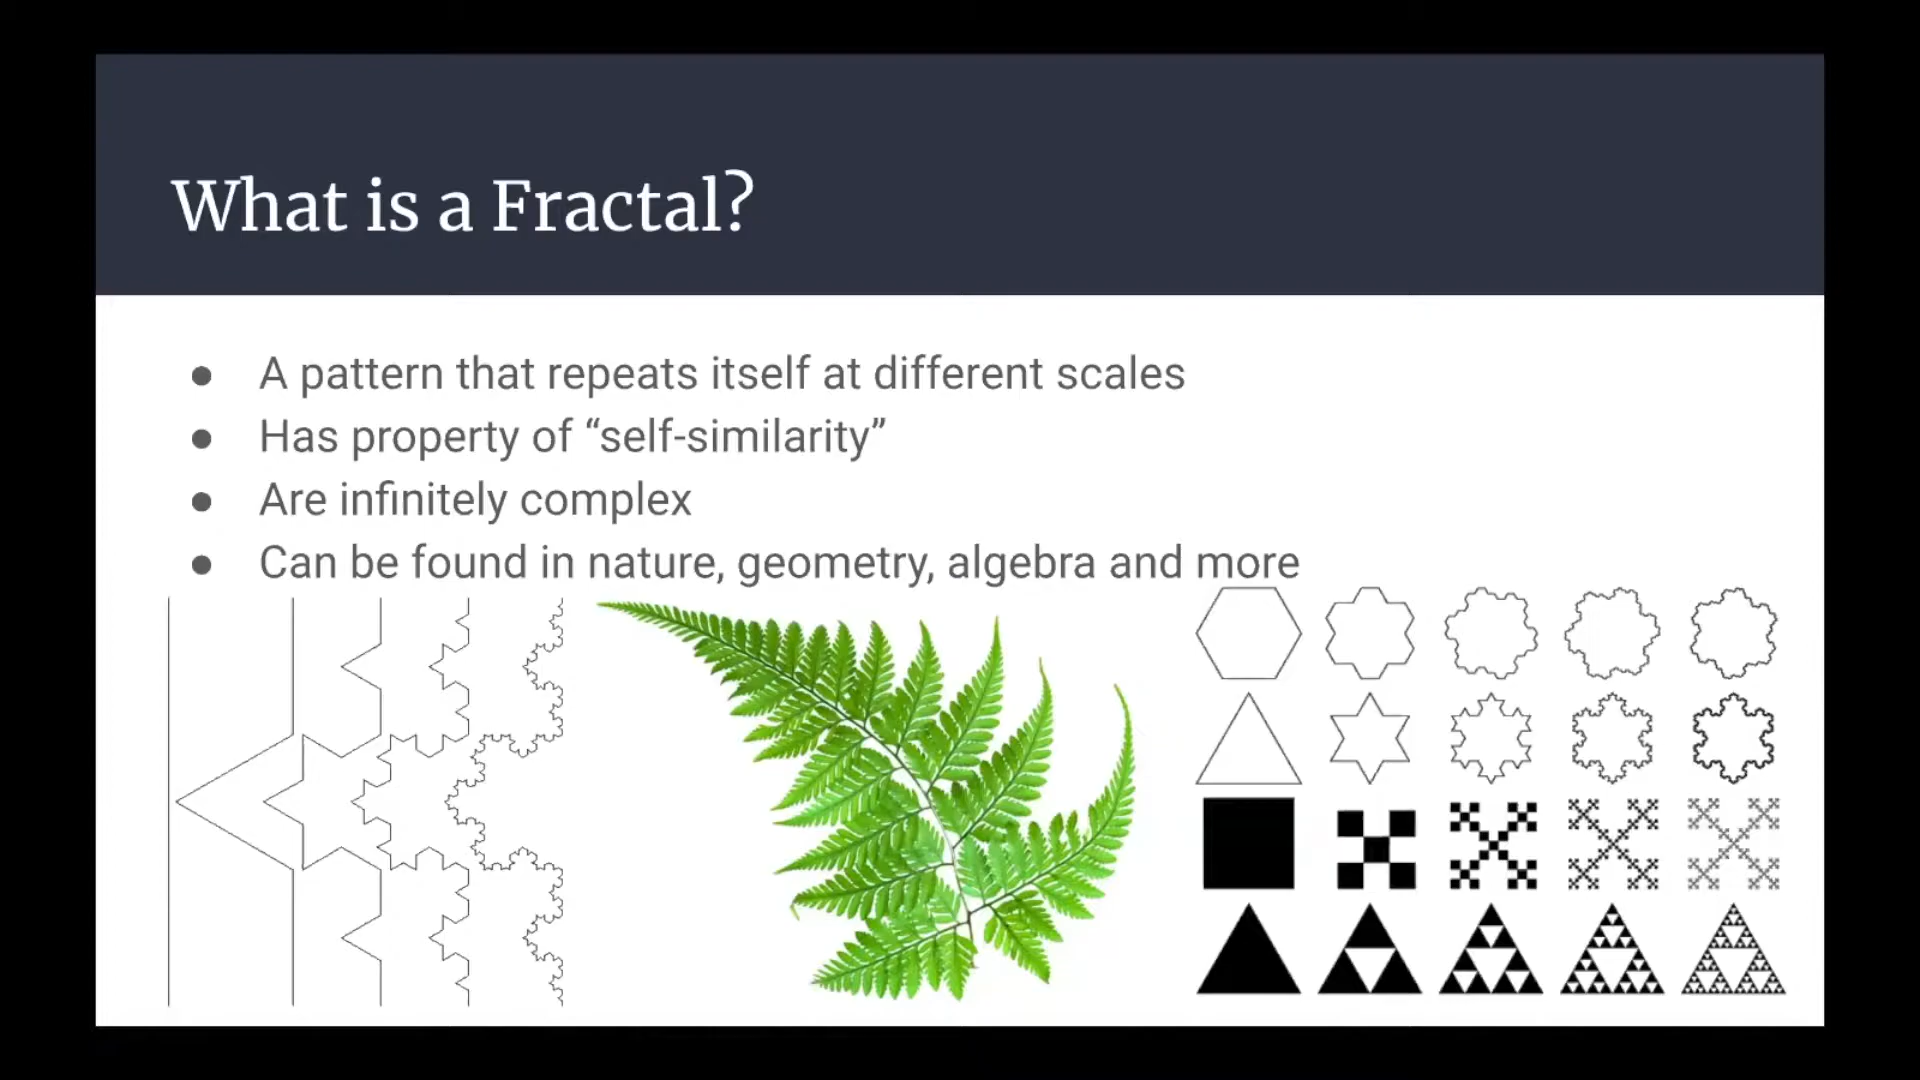 What is a Fractal?
● A pattern that repeats itself at different scales
● Has property of “self-similarity”
● Are infinitely complex
● Can be found in nature, geometry, algebra and more